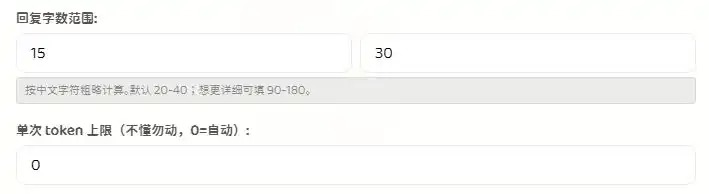 回复字数范围:
15
30
按中文字符粗略计算。默认 20-40；想更详细可填 90-180。
单次 token 上限（不懂勿动，0=自动）:
0